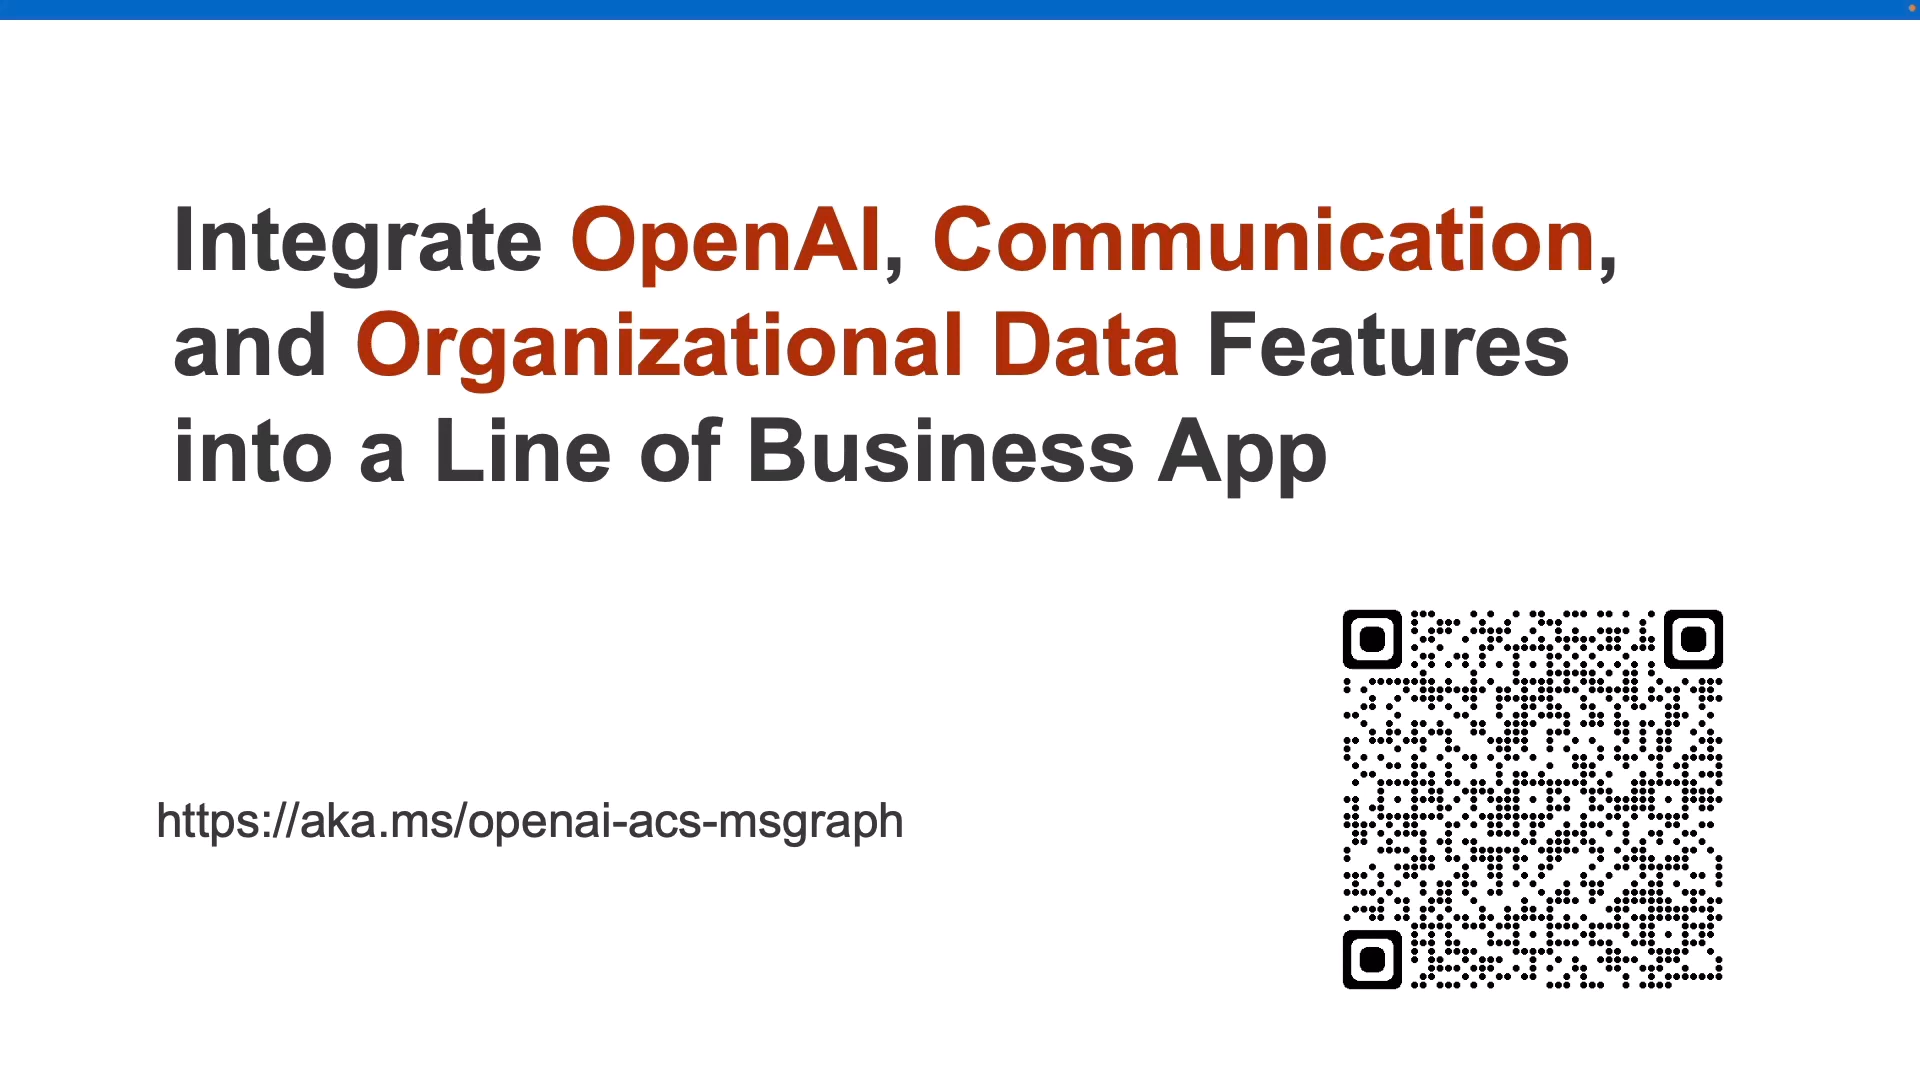 Integrate OpenAI, Communication,
and Organizational Data Features
into a Line of Business App
https://aka.ms/openai-acs-msgraph